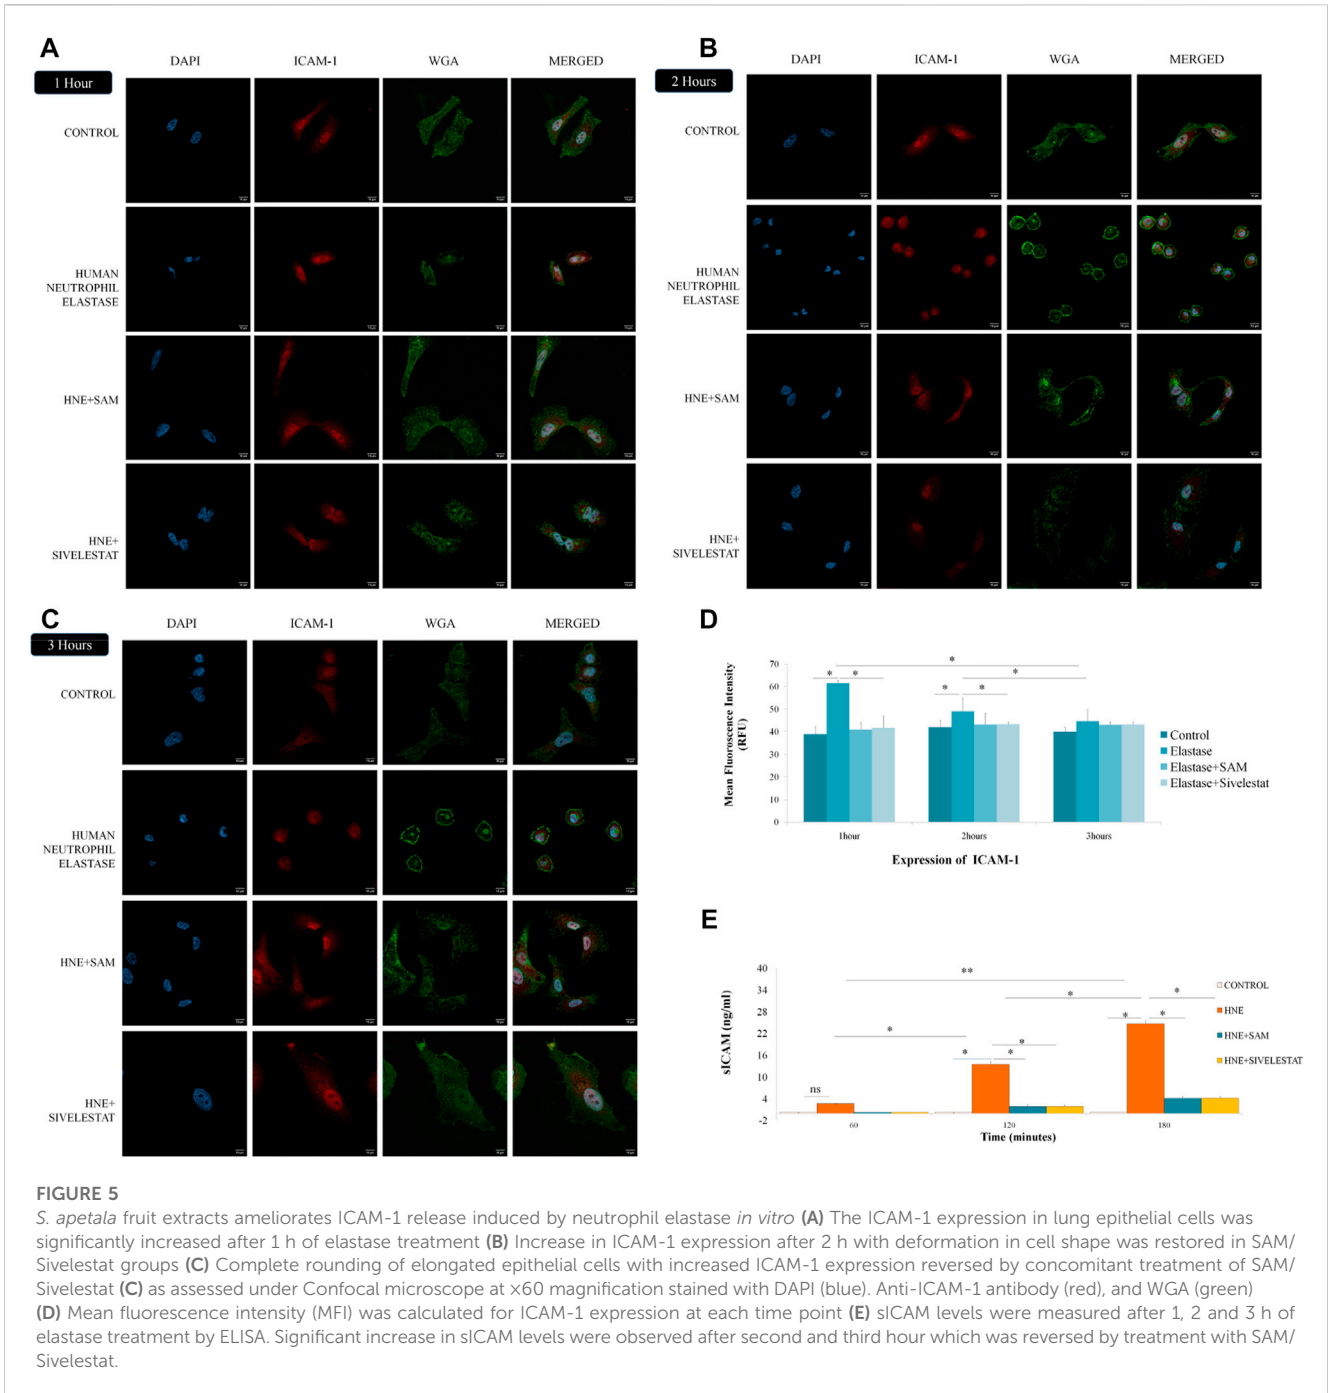 A
DAPI ICAM-1 WGA MERGED
1 Hour
CONTROL
HUMAN
NEUTROPHIL
ELASTASE
HNE+SAM
HNE+
SIVELESTAT
B
DAPI ICAM-1 WGA MERGED
2 Hours
CONTROL
HUMAN
NEUTROPHIL
ELASTASE
HNE+SAM
HNE+
SIVELESTAT
C
DAPI ICAM-1 WGA MERGED
3 Hours
CONTROL
HUMAN
NEUTROPHIL
ELASTASE
HNE+SAM
HNE+
SIVELESTAT
D
Mean Fluoroscence Intensity
(RFU)
70
60
50
40
30
20
10
0
* * * * * *
1hour 2hours 3hours
Expression of ICAM-1
Control
Elastase
Elastase+SAM
Elastase+Sivelestat
E
sICAM (ng/ml)
40
34
28
22
16
10
4
-2
ns * * * * ** * * * *
60 120 180
Time (minutes)
CONTROL
HNE
HNE+SAM
HNE+SIVELESTAT
FIGURE 5
S. apetala fruit extracts ameliorates ICAM-1 release induced by neutrophil elastase in vitro (A) The ICAM-1 expression in lung epithelial cells was
significantly increased after 1 h of elastase treatment (B) Increase in ICAM-1 expression after 2 h with deformation in cell shape was restored in SAM/
Sivelestat groups (C) Complete rounding of elongated epithelial cells with increased ICAM-1 expression reversed by concomitant treatment of SAM/
Sivelestat (C) as assessed under Confocal microscope at ×60 magnification stained with DAPI (blue). Anti-ICAM-1 antibody (red), and WGA (green)
(D) Mean fluorescence intensity (MFI) was calculated for ICAM-1 expression at each time point (E) sICAM levels were measured after 1, 2 and 3 h of
elastase treatment by ELISA. Significant increase in sICAM levels were observed after second and third hour which was reversed by treatment with SAM/
Sivelestat.